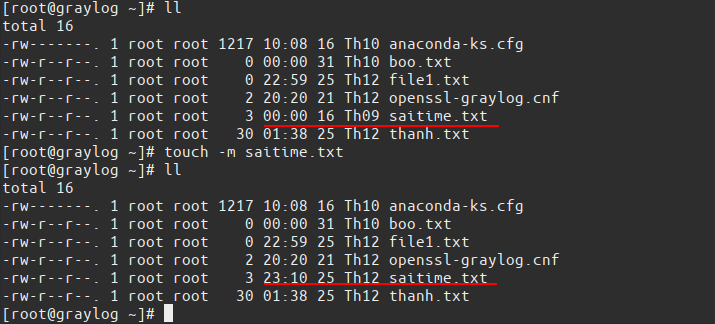 [root@graylog ~]# ll
total 16
-rw-------. 1 root root 1217 10:08 16 Th10 anaconda-ks.cfg
-rw-r--r--. 1 root root    0 00:00 31 Th10 boo.txt
-rw-r--r--. 1 root root    0 22:59 25 Th12 file1.txt
-rw-r--r--. 1 root root    2 20:20 21 Th12 openssl-graylog.cnf
-rw-r--r--. 1 root root    3 00:00 16 Th09 saitime.txt
-rw-r--r--. 1 root root   30 01:38 25 Th12 thanh.txt
[root@graylog ~]# touch -m saitime.txt
[root@graylog ~]# ll
total 16
-rw-------. 1 root root 1217 10:08 16 Th10 anaconda-ks.cfg
-rw-r--r--. 1 root root    0 00:00 31 Th10 boo.txt
-rw-r--r--. 1 root root    0 22:59 25 Th12 file1.txt
-rw-r--r--. 1 root root    2 20:20 21 Th12 openssl-graylog.cnf
-rw-r--r--. 1 root root    3 23:10 25 Th12 saitime.txt
-rw-r--r--. 1 root root   30 01:38 25 Th12 thanh.txt
[root@graylog ~]#